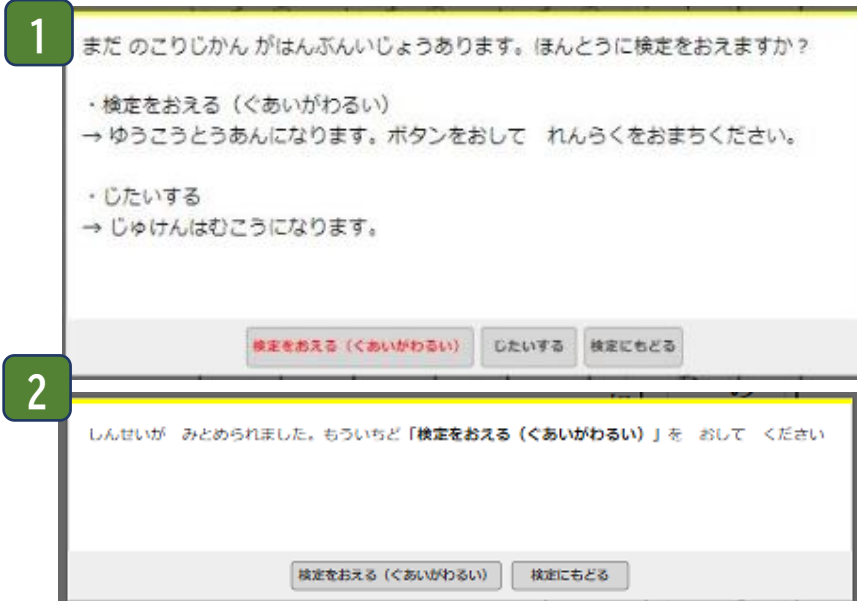 1
まだ のこりじかん がはんぶんいじょうあります。ほんとうに検定をおえますか？
・検定をおえる（ぐあいがわるい）
→ ゆうこうとうあんになります。ボタンをおして　れんらくをおまちください。
・じたいする
→ じゅけんはむこうになります。
検定をおえる（ぐあいがわるい） じたいする 検定にもどる
2
しんせいが　みとめられました。もういちど「検定をおえる（ぐあいがわるい）」を　おして　ください
検定をおえる（ぐあいがわるい） 検定にもどる